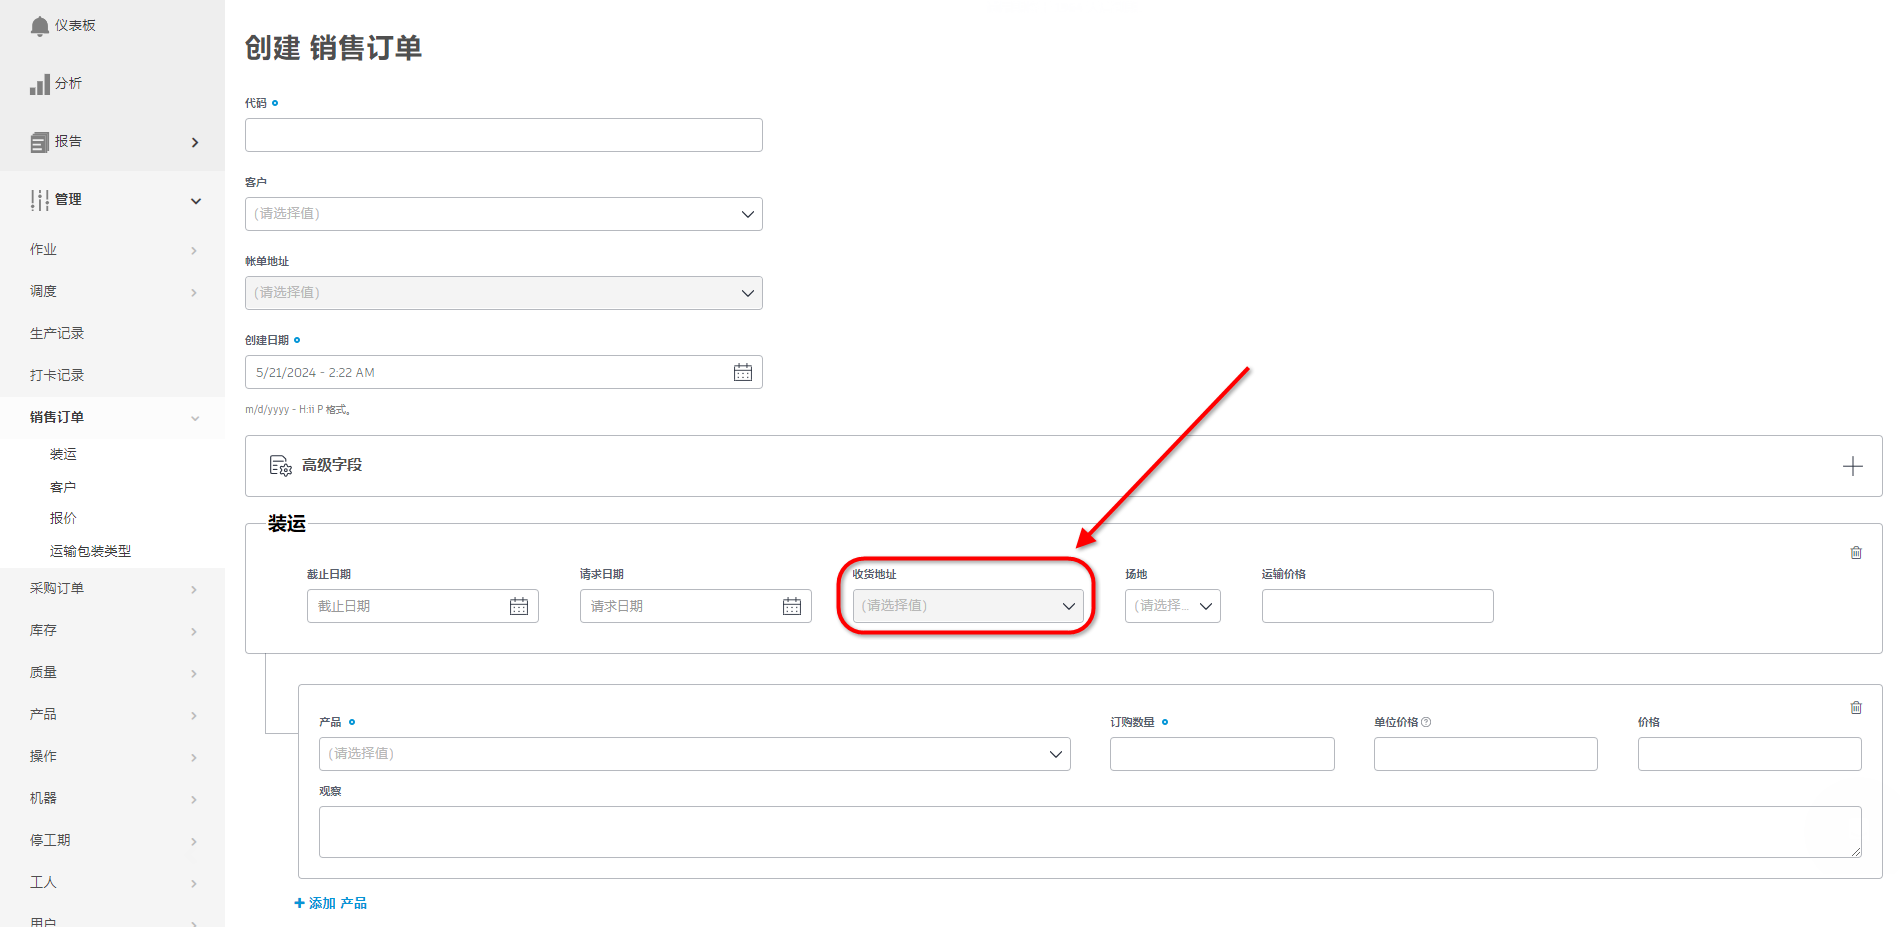 仪表板
分析
报告
管理
作业
调度
生产记录
打卡记录
销售订单
装运
客户
报价
运输包装类型
采购订单
库存
质量
产品
操作
机器
停工期
工人
用户
创建 销售订单
代码
客户
(请选择值)
帐单地址
(请选择值)
创建日期
5/21/2024 - 2:22 AM
m/d/yyyy - H:ii P 格式。
高级字段
装运
截止日期 请求日期 收货地址 场地 运输价格
截止日期 请求日期 (请选择值) (请选择...
产品 订购数量 单位价格 价格
(请选择值)
观察
+ 添加 产品